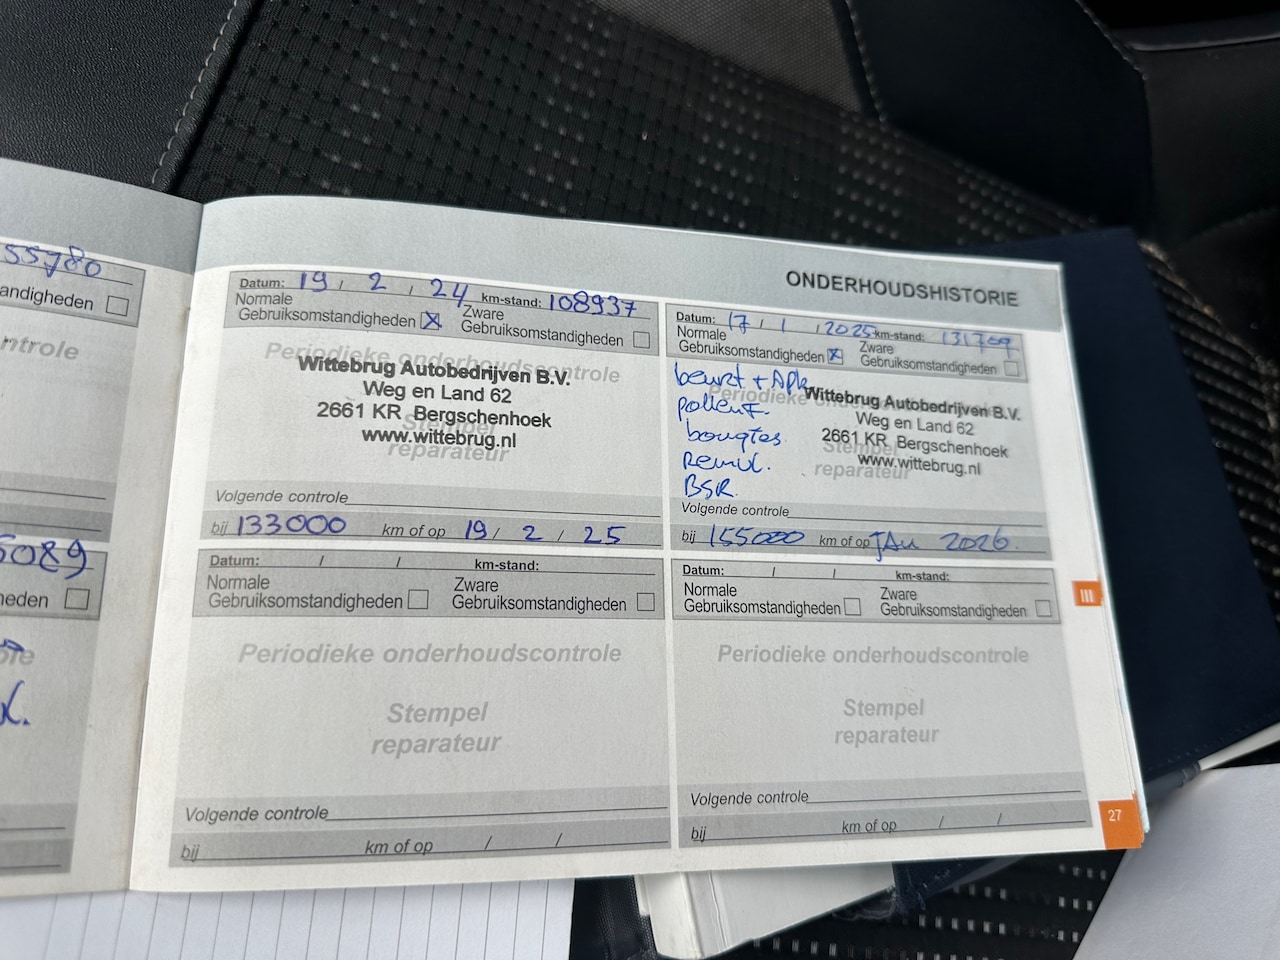 55780
andigheden
ntrole
5089
heden
ONDERHOUDSHISTORIE
Datum: 19 / 2 / 24 km-stand: 108937
Normale
Gebruiksomstandigheden X
Zware
Gebruiksomstandigheden
Periodieke onderhoudscontrole
Stempel
reparateur
Wittebrug Autobedrijven B.V.
Weg en Land 62
2661 KR Bergschenhoek
www.wittebrug.nl
Volgende controle
bij 133000 km of op 19 / 2 / 25
Datum: 17 / 1 / 2025 km-stand: 131709
Normale
Gebruiksomstandigheden X
Zware
Gebruiksomstandigheden
Periodieke
Stempel
reparateur
beurt + Apk
pollenf.
bougies
Remvl.
BSR.
Wittebrug Autobedrijven B.V.
Weg en Land 62
2661 KR Bergschenhoek
www.wittebrug.nl
Volgende controle
bij 155000 km of op JAn 2026.
Datum: / / km-stand:
Normale
Gebruiksomstandigheden
Zware
Gebruiksomstandigheden
Periodieke onderhoudscontrole
Stempel
reparateur
Volgende controle
bij km of op / /
Datum: / / km-stand:
Normale
Gebruiksomstandigheden
Zware
Gebruiksomstandigheden
Periodieke onderhoudscontrole
Stempel
reparateur
Volgende controle
bij km of op / /
III
27